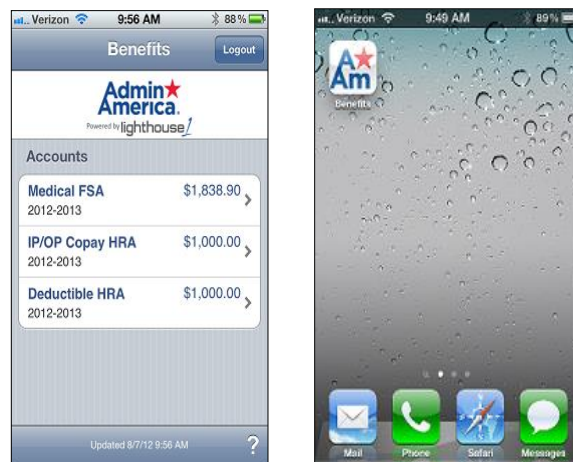 Verizon 9:56 AM 88%
Benefits Logout
Admin
America.
Powered by lighthouse1
Accounts
Medical FSA $1,838.90
2012-2013
IP/OP Copay HRA $1,000.00
2012-2013
Deductible HRA $1,000.00
2012-2013
Updated 8/7/12 9:56 AM ?
Verizon 9:49 AM 89%
A
Am
Benefits
Mail Phone Safari Messages